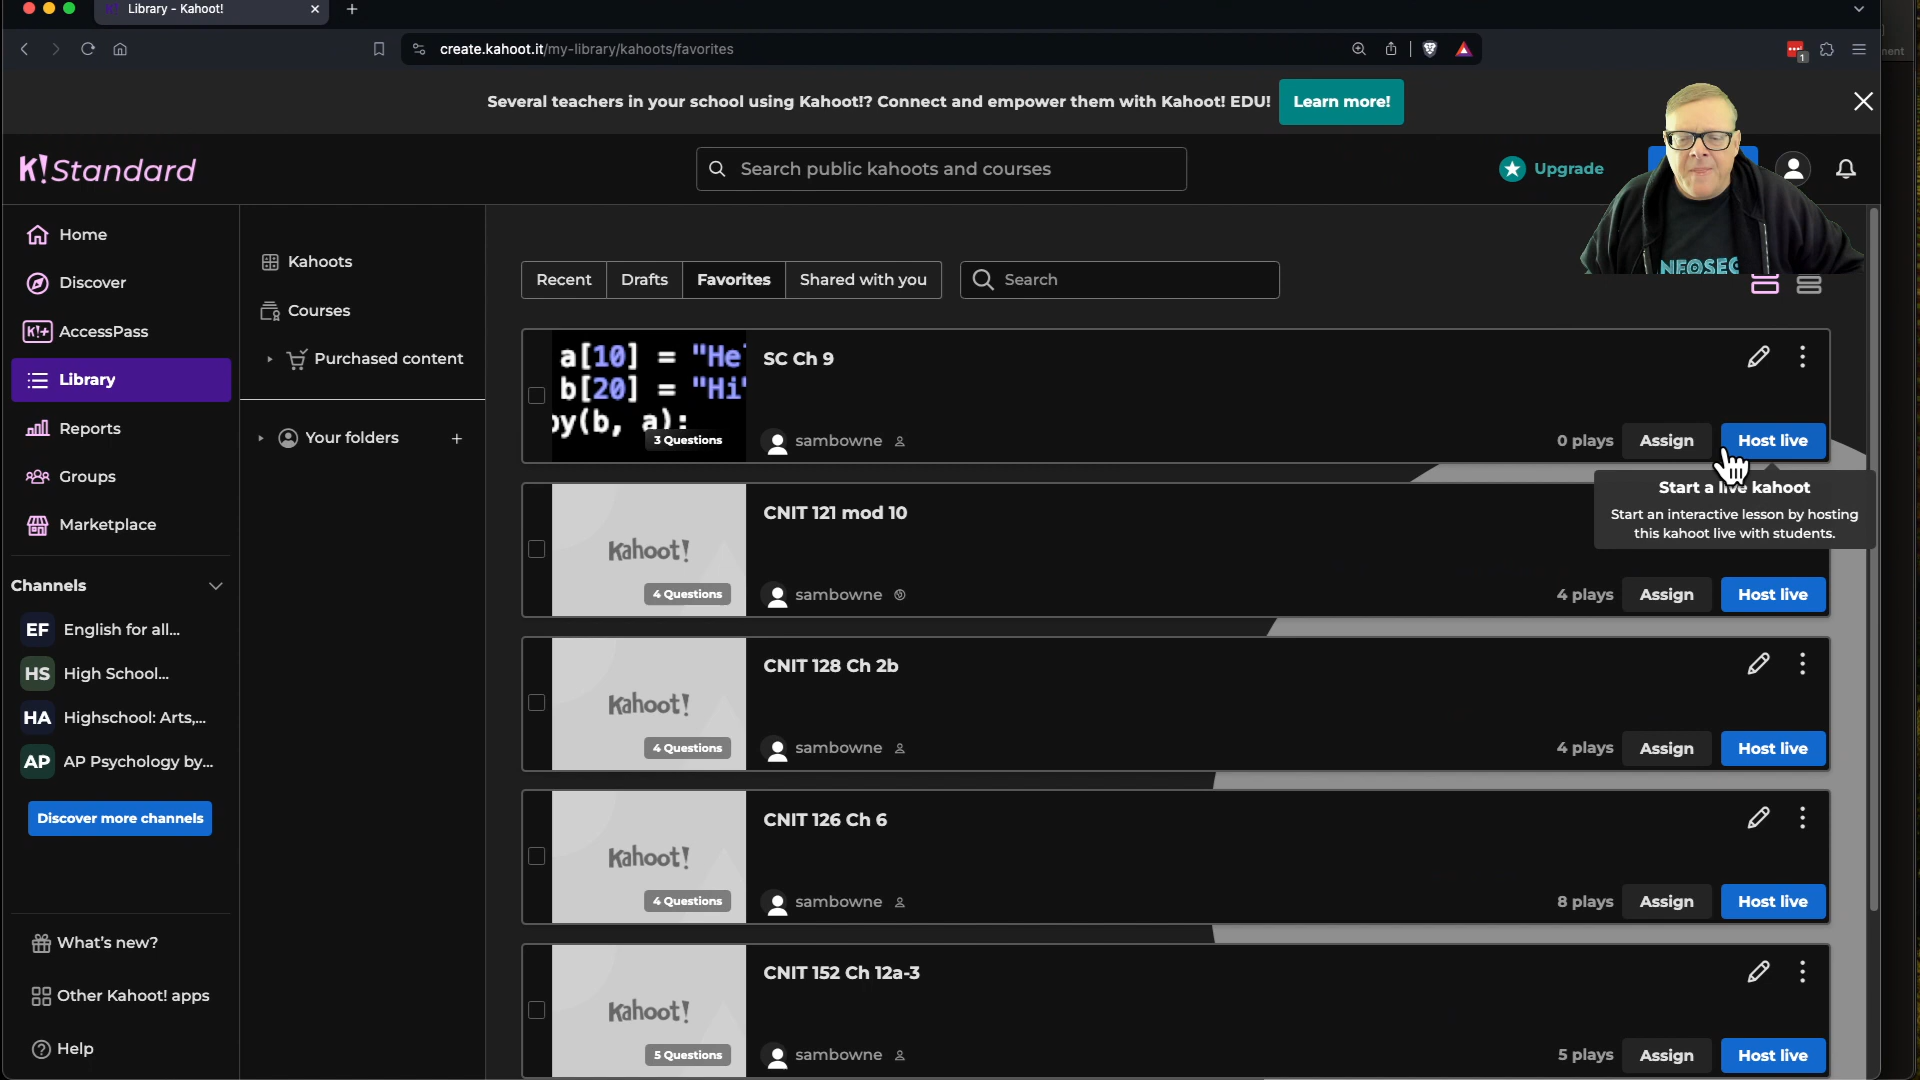 Library - Kahoot!
create.kahoot.it/my-library/kahoots/favorites
1
Several teachers in your school using Kahoot!? Connect and empower them with Kahoot! EDU!
Learn more!
K! Standard
Search public kahoots and courses
Upgrade
NEOSEC
Home
Discover
K!+ AccessPass
Library
Reports
Groups
Marketplace
Channels
EF English for all...
HS High School...
HA Highschool: Arts,...
AP AP Psychology by...
Discover more channels
What's new?
Other Kahoot! apps
Help
Kahoots
Courses
Purchased content
Your folders
Recent
Drafts
Favorites
Shared with you
Search
a[10] = "He
b[20] = "Hi"
py(b, a);
3 Questions
SC Ch 9
sambowne
0 plays
Assign
Host live
Start a live kahoot
Start an interactive lesson by hosting
this kahoot live with students.
Kahoot!
4 Questions
CNIT 121 mod 10
sambowne
4 plays
Assign
Host live
Kahoot!
4 Questions
CNIT 128 Ch 2b
sambowne
4 plays
Assign
Host live
Kahoot!
4 Questions
CNIT 126 Ch 6
sambowne
8 plays
Assign
Host live
Kahoot!
5 Questions
CNIT 152 Ch 12a-3
sambowne
5 plays
Assign
Host live